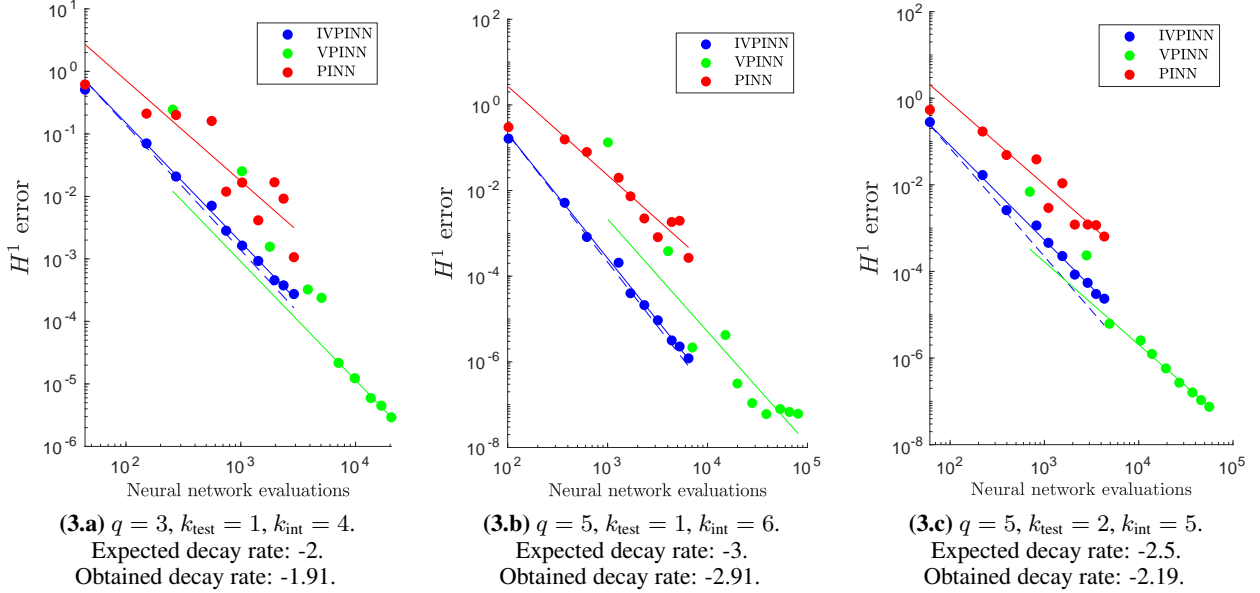 10^1
10^0
10^-1
10^-2
10^-3
10^-4
10^-5
10^-6
H^1 error
IVPINN
VPINN
PINN
10^2
10^3
10^4
Neural network evaluations
(3.a) q = 3, k_test = 1, k_int = 4.
Expected decay rate: -2.
Obtained decay rate: -1.91.
10^2
10^0
10^-2
10^-4
10^-6
10^-8
H^1 error
IVPINN
VPINN
PINN
10^2
10^3
10^4
10^5
Neural network evaluations
(3.b) q = 5, k_test = 1, k_int = 6.
Expected decay rate: -3.
Obtained decay rate: -2.91.
10^2
10^0
10^-2
10^-4
10^-6
10^-8
H^1 error
IVPINN
VPINN
PINN
10^2
10^3
10^4
10^5
Neural network evaluations
(3.c) q = 5, k_test = 2, k_int = 5.
Expected decay rate: -2.5.
Obtained decay rate: -2.19.